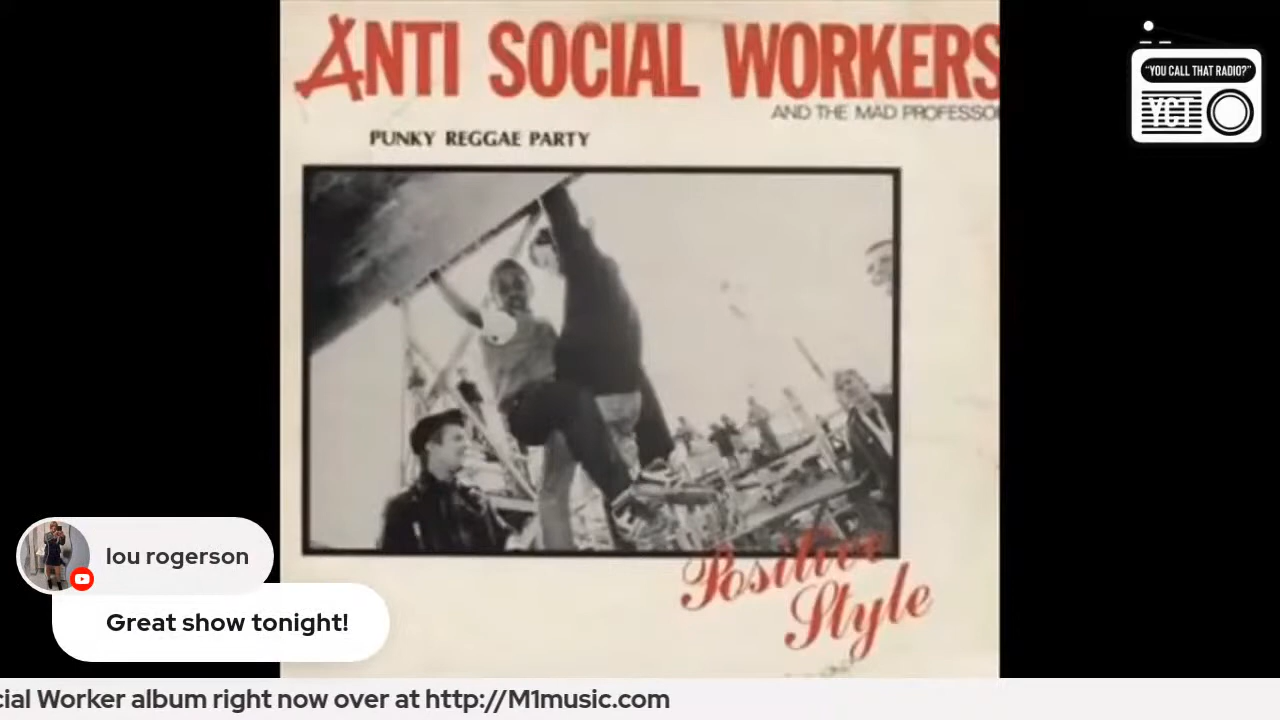 ANTI SOCIAL WORKERS
AND THE MAD PROFESSO
PUNKY REGGAE PARTY
Positive
Style
"YOU CALL THAT RADIO?"
YCT
lou rogerson
Great show tonight!
cial Worker album right now over at http://M1music.com